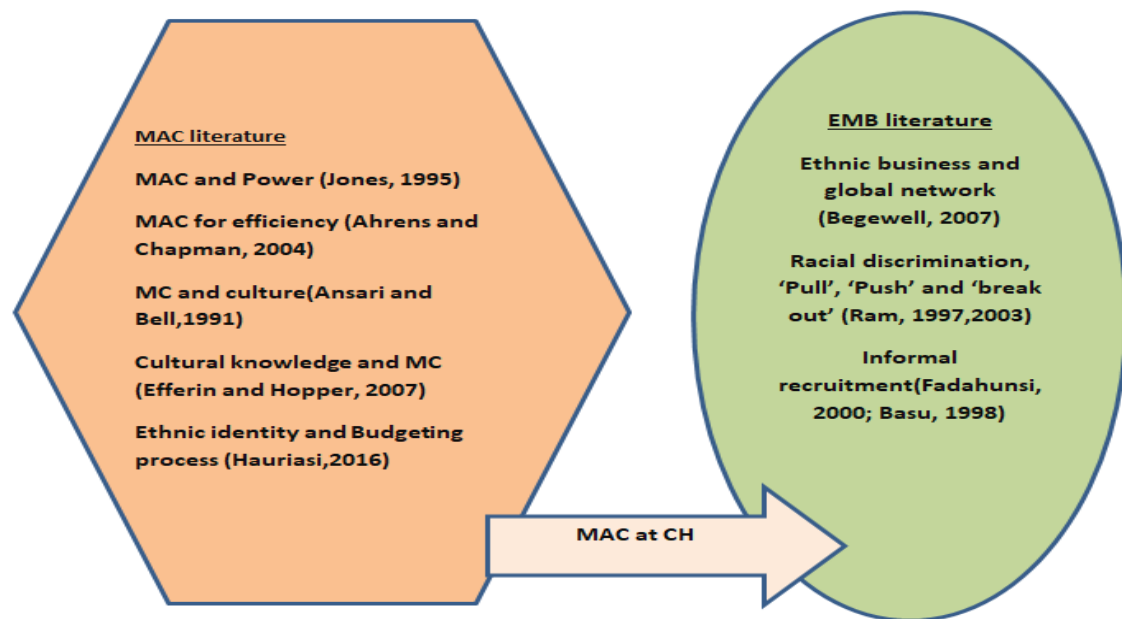 MAC literature
MAC and Power (Jones, 1995)
MAC for efficiency (Ahrens and
Chapman, 2004)
MC and culture(Ansari and
Bell,1991)
Cultural knowledge and MC
(Efferin and Hopper, 2007)
Ethnic identity and Budgeting
process (Hauriasi,2016)
EMB literature
Ethnic business and
global network
(Begewell, 2007)
Racial discrimination,
‘Pull’, ‘Push’ and ‘break
out’ (Ram, 1997,2003)
Informal
recruitment(Fadahunsi,
2000; Basu, 1998)
MAC at CH